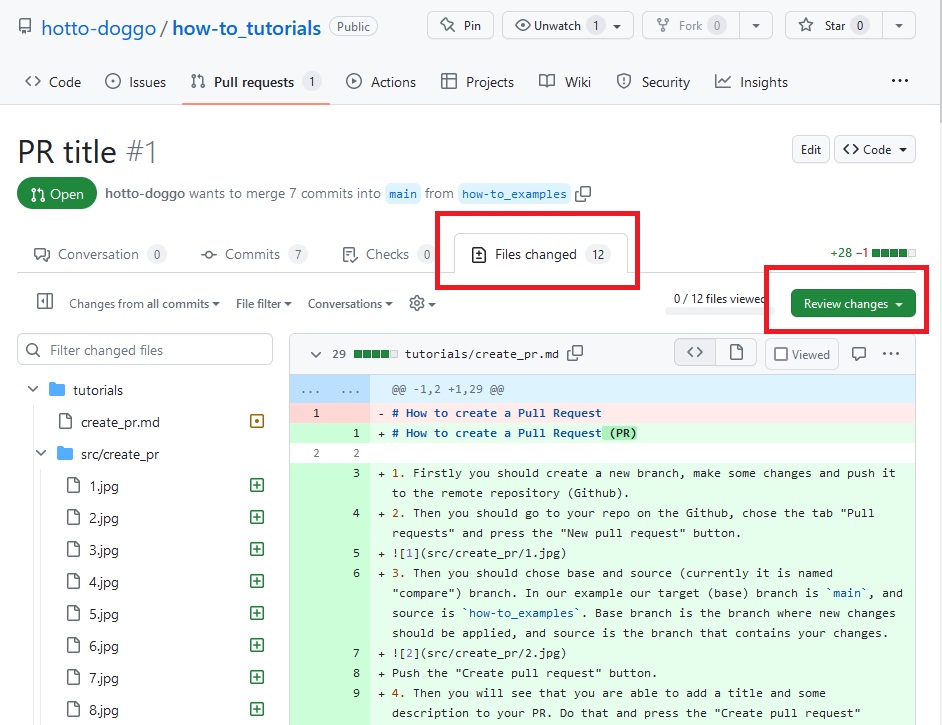 hotto-doggo / how-to_tutorials Public Pin Unwatch 1 Fork 0 Star 0
Code Issues Pull requests 1 Actions Projects Wiki Security Insights ...
PR title #1 Edit Code
Open hotto-doggo wants to merge 7 commits into main from how-to_examples
Conversation 0 Commits 7 Checks 0 Files changed 12 +28 −1
Changes from all commits File filter Conversations 0 / 12 files viewed Review changes
Filter changed files
tutorials
create_pr.md
src/create_pr
1.jpg
2.jpg
3.jpg
4.jpg
5.jpg
6.jpg
7.jpg
8.jpg
29 tutorials/create_pr.md Viewed ...
... ... @@ -1,2 +1,29 @@
1 - # How to create a Pull Request
1 + # How to create a Pull Request (PR)
2 2
3 + 1. Firstly you should create a new branch, make some changes and push it
to the remote repository (Github).
4 + 2. Then you should go to your repo on the Github, chose the tab "Pull
requests" and press the "New pull request" button.
5 + ![1](src/create_pr/1.jpg)
6 + 3. Then you should chose base and source (currently it is named
"compare") branch. In our example our target (base) branch is `main`, and
source is `how-to_examples`. Base branch is the branch where new changes
should be applied, and source is the branch that contains your changes.
7 + ![2](src/create_pr/2.jpg)
8 + Push the "Create pull request" button.
9 + 4. Then you will see that you are able to add a title and some
description to your PR. Do that and press the "Create pull request"